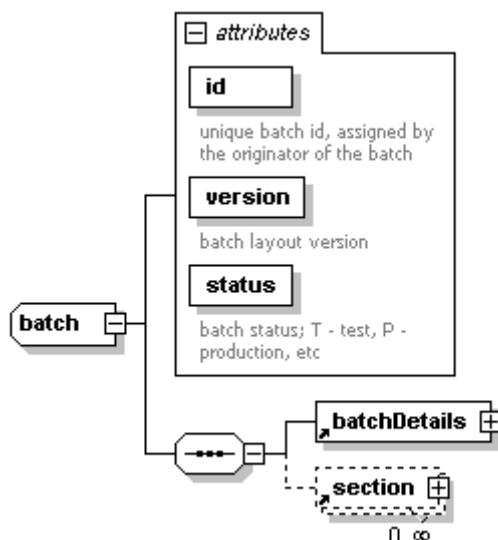 attributes
id
unique batch id, assigned by
the originator of the batch
version
batch layout version
status
batch status; T - test, P -
production, etc
batch
batchDetails
section
0..∞